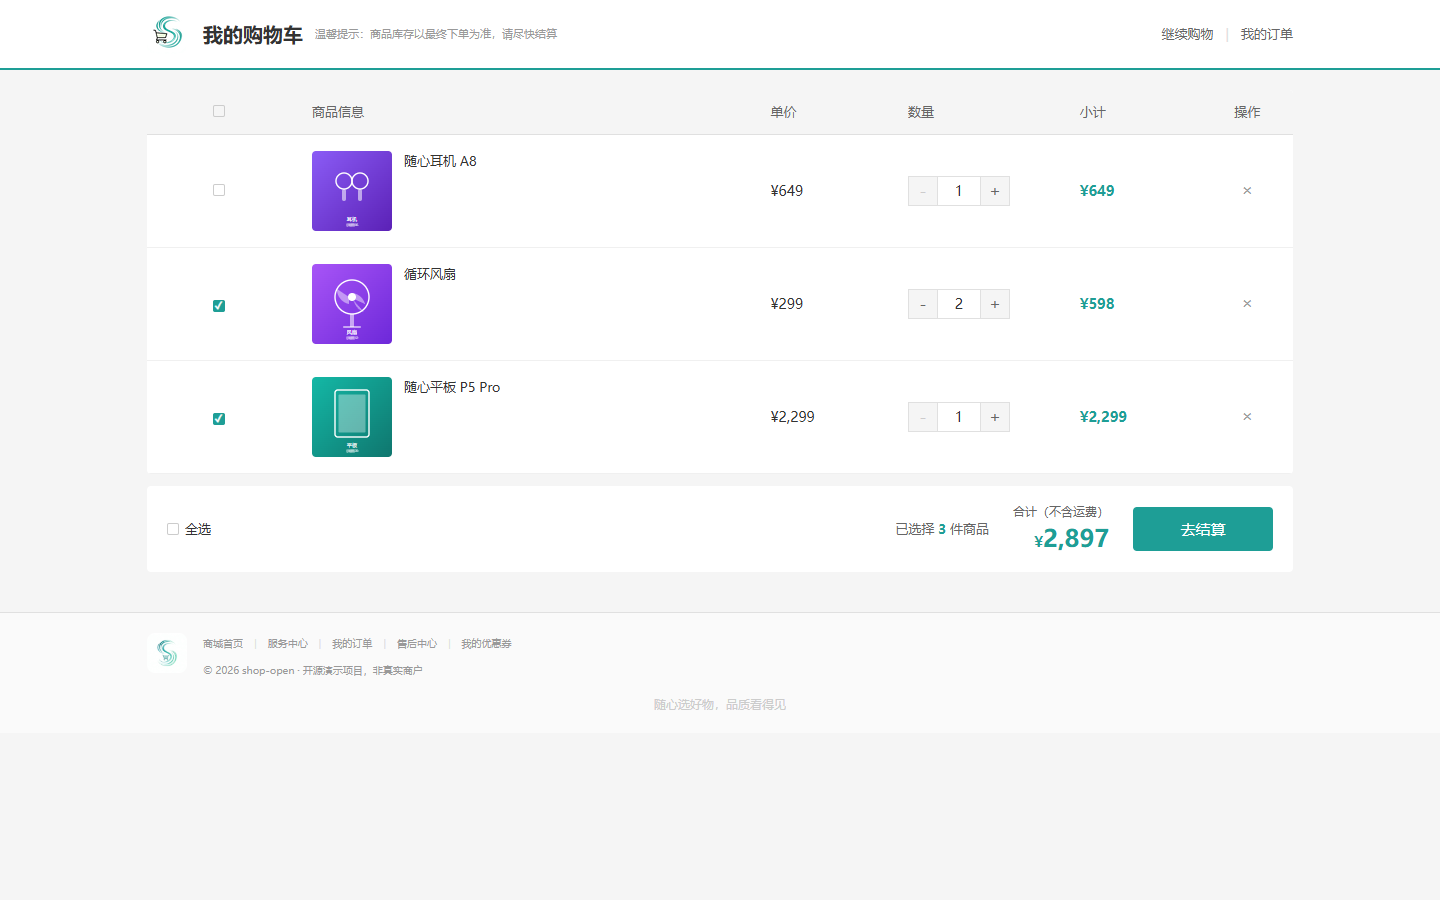 我的购物车 温馨提示：商品库存以最终下单为准，请尽快结算 继续购物 | 我的订单
商品信息 单价 数量 小计 操作
随心耳机 A8
¥649 - 1 + ¥649 ×
耳机
循环风扇
¥299 - 2 + ¥598 ×
风扇
随心平板 P5 Pro
¥2,299 - 1 + ¥2,299 ×
平板
全选 已选择 3 件商品 合计（不含运费） ¥2,897 去结算
商城首页 | 服务中心 | 我的订单 | 售后中心 | 我的优惠券
© 2026 shop-open · 开源演示项目，非真实商户
随心选好物，品质看得见